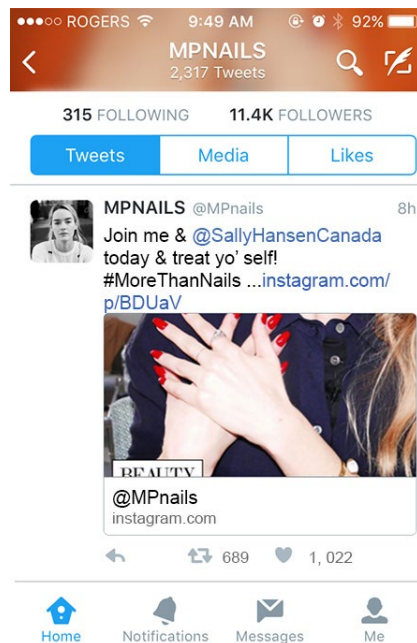 ROGERS 9:49 AM 92%
MPNAILS
2,317 Tweets
315 FOLLOWING 11.4K FOLLOWERS
Tweets Media Likes
MPNAILS @MPnails 8h
Join me & @SallyHansenCanada
today & treat yo' self!
#MoreThanNails ...instagram.com/
p/BDUaV
BEAUTY
@MPnails
instagram.com
689 1, 022
Home Notifications Messages Me